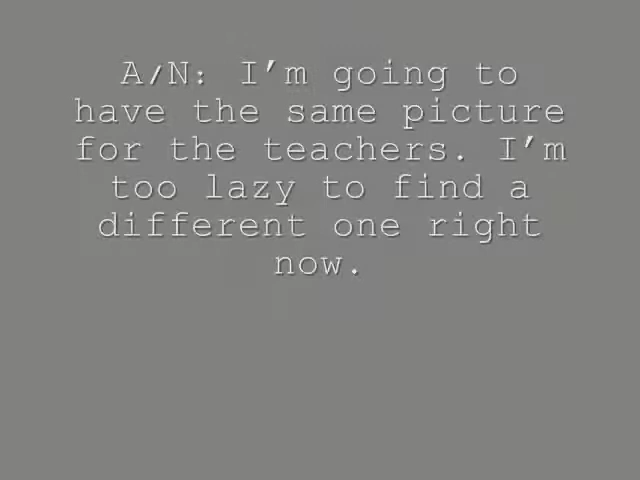 A/N: I'm going to
have the same picture
for the teachers. I'm
too lazy to find a
different one right
now.